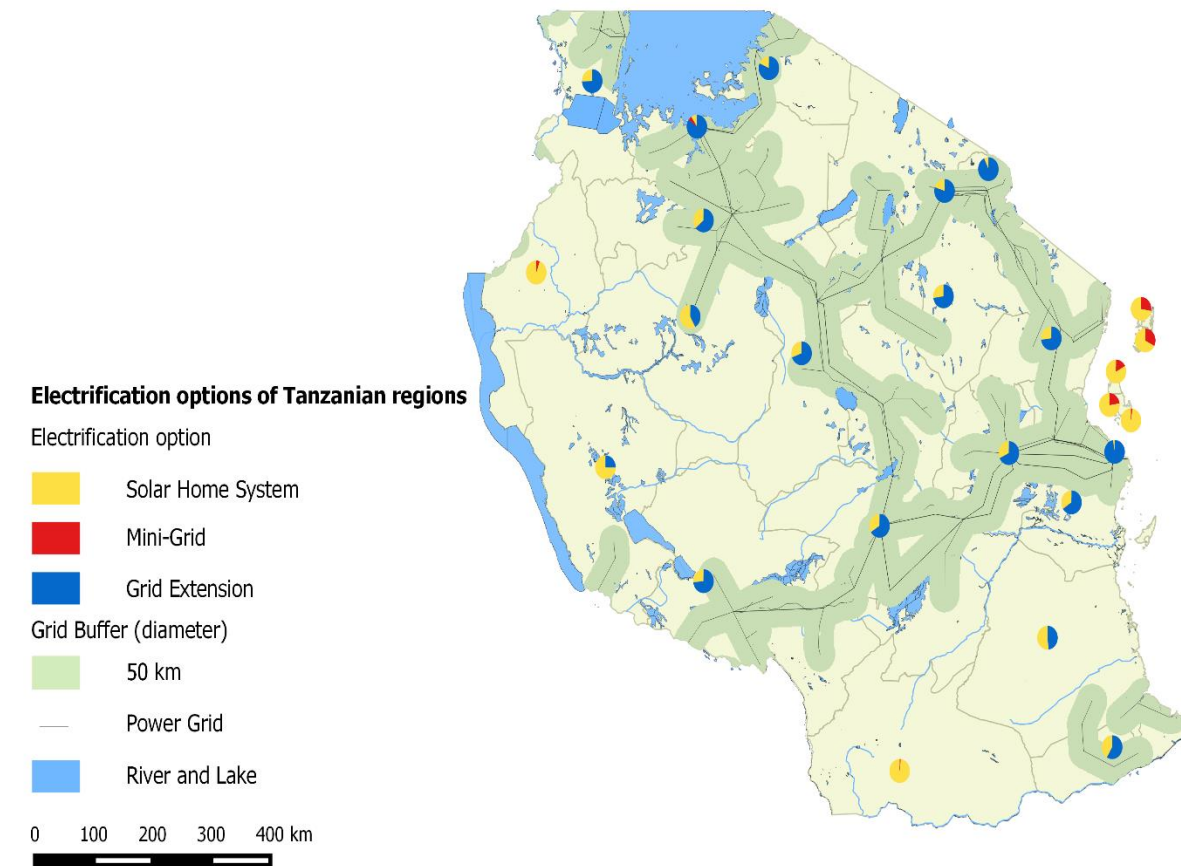 Electrification options of Tanzanian regions
Electrification option
Solar Home System
Mini-Grid
Grid Extension
Grid Buffer (diameter)
50 km
Power Grid
River and Lake
0 100 200 300 400 km